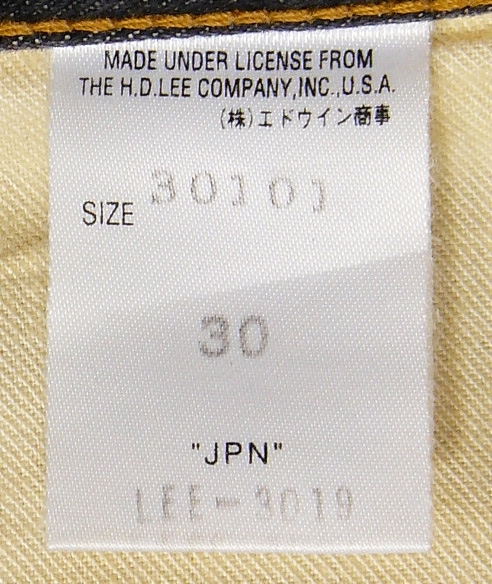 MADE UNDER LICENSE FROM
THE H.D.LEE COMPANY,INC.,U.S.A.
(株)エドウイン商事
30101
SIZE
30
"JPN"
LEE-3019